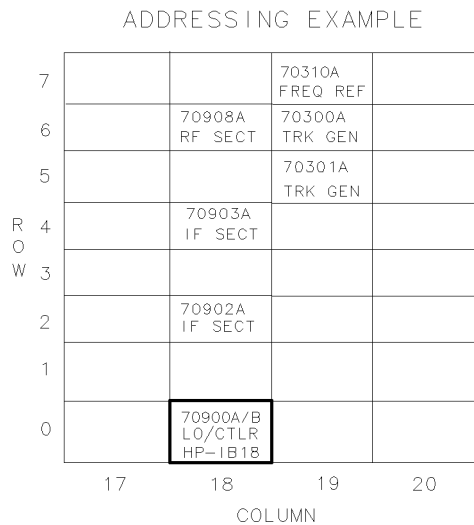 ADDRESSING EXAMPLE
7
70310A
FREQ REF
6
70908A
RF SECT
70300A
TRK GEN
5
70301A
TRK GEN
ROW
4
70903A
IF SECT
3
2
70902A
IF SECT
1
0
70900A/B
LO/CTLR
HP-IB18
17 18 19 20
COLUMN